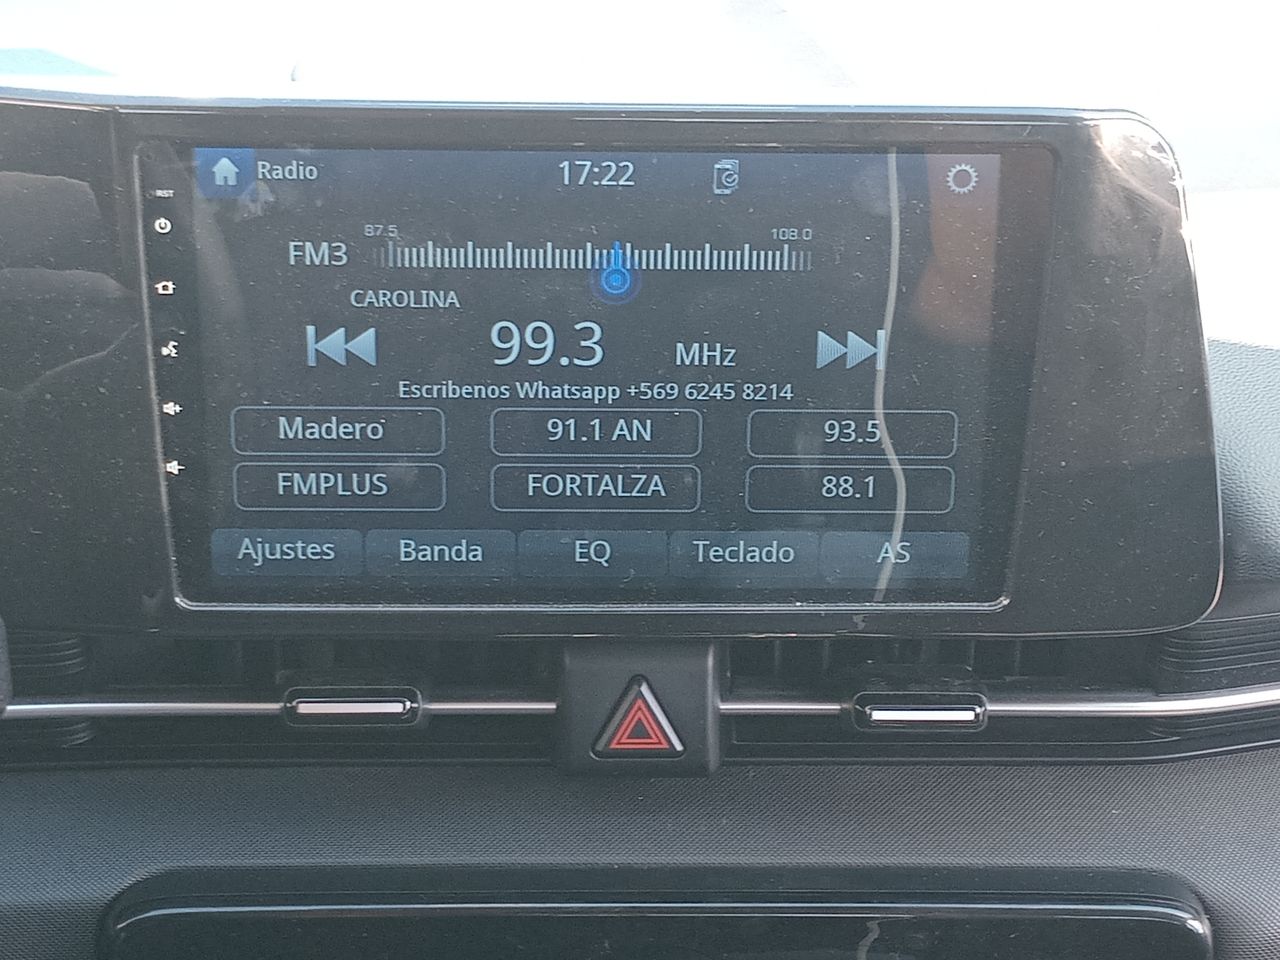 Radio 17:22
RST
87.5 108.0
FM3
CAROLINA
99.3 MHz
Escribenos Whatsapp +569 6245 8214
Madero 91.1 AN 93.5
FMPLUS FORTALZA 88.1
Ajustes Banda EQ Teclado AS